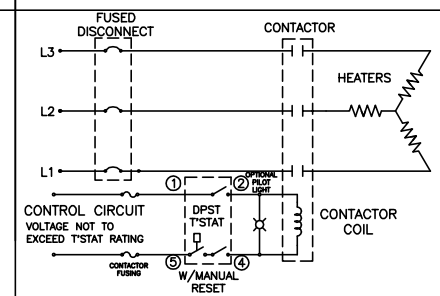 FUSED
DISCONNECT
CONTACTOR
L3
HEATERS
L2
L1
① ② OPTIONAL
PILOT
LIGHT
CONTROL CIRCUIT
VOLTAGE NOT TO
EXCEED T'STAT RATING
DPST
T'STAT
CONTACTOR
COIL
CONTACTOR
FUSING
⑤ ④
W/MANUAL
RESET